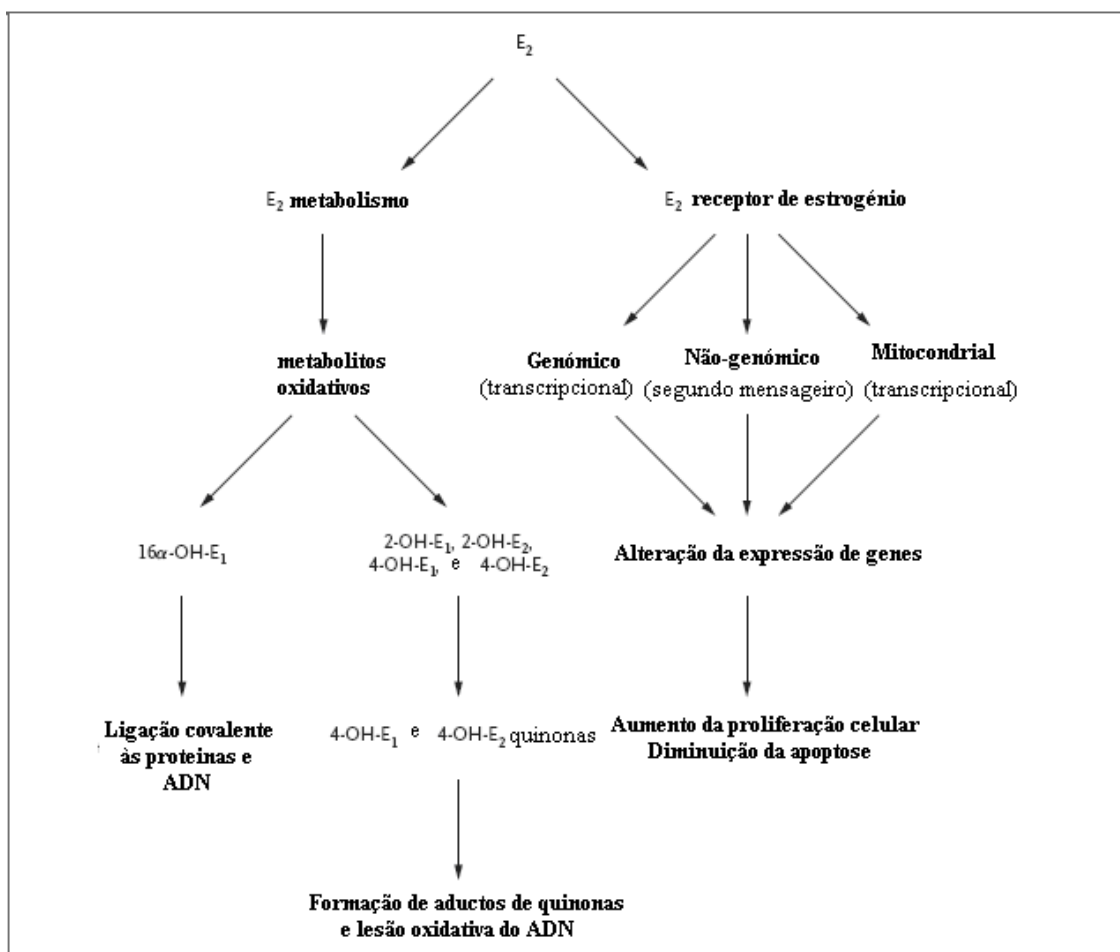 E₂
E₂ metabolismo
E₂ receptor de estrogénio
metabolitos
oxidativos
Genómico
(transcripcional)
Não-genómico
(segundo mensageiro)
Mitocondrial
(transcripcional)
16α-OH-E₁
2-OH-E₁, 2-OH-E₂,
4-OH-E₁, e 4-OH-E₂
Alteração da expressão de genes
Ligação covalente
às proteinas e
ADN
4-OH-E₁ e 4-OH-E₂ quinonas
Aumento da proliferação celular
Diminuição da apoptose
Formação de aductos de quinonas
e lesão oxidativa do ADN